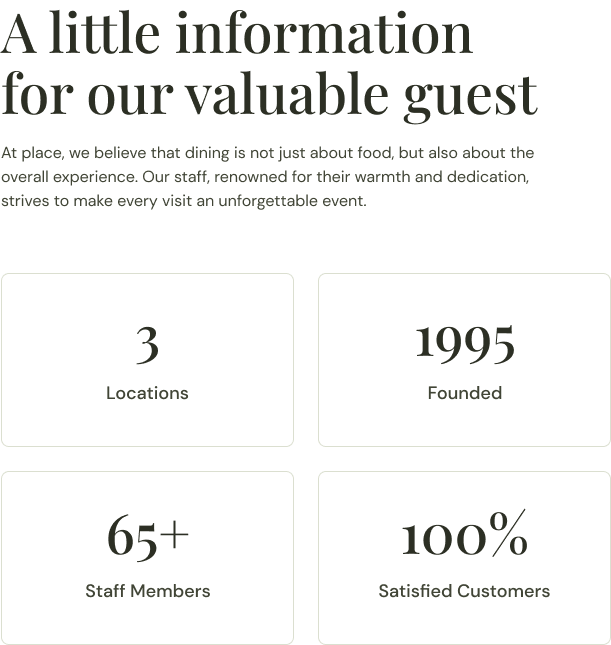 A little information
for our valuable guest
At place, we believe that dining is not just about food, but also about the
overall experience. Our staff, renowned for their warmth and dedication,
strives to make every visit an unforgettable event.
3
Locations
1995
Founded
65+
Staff Members
100%
Satisfied Customers